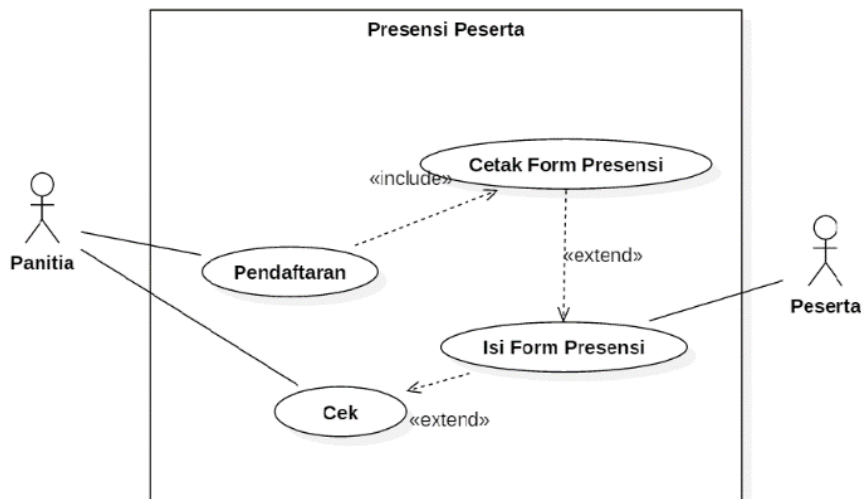 Presensi Peserta
Cetak Form Presensi
«include»
Panitia
Pendaftaran
«extend»
Peserta
Isi Form Presensi
Cek
«extend»